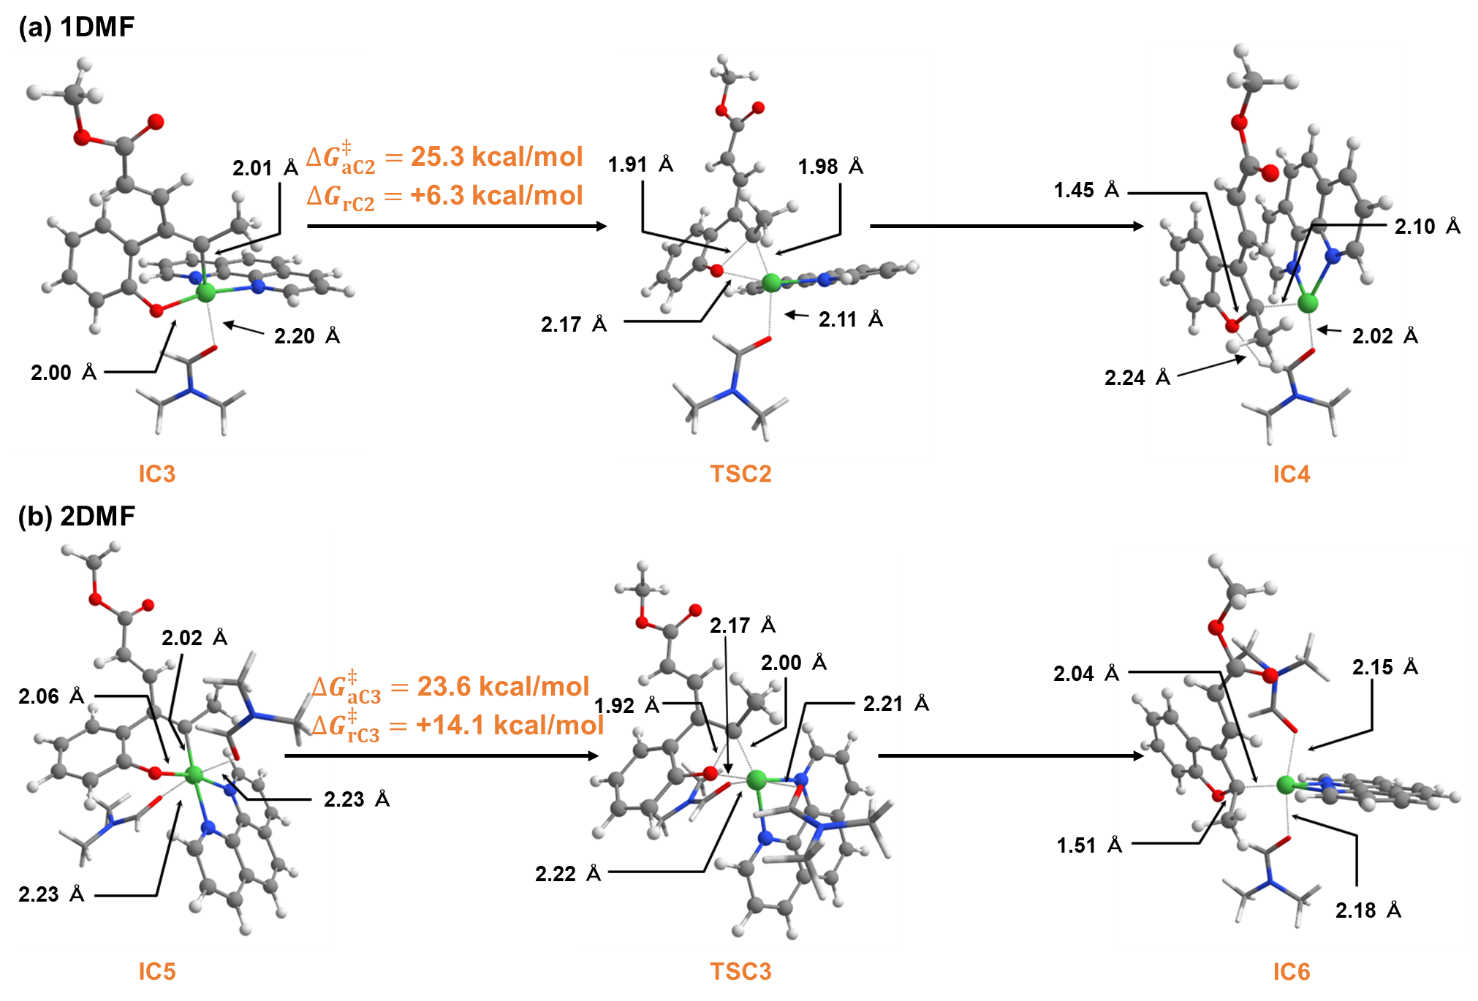 (a) 1DMF
2.01 Å
ΔG‡aC2 = 25.3 kcal/mol
ΔGrC2 = +6.3 kcal/mol
2.00 Å
2.20 Å
1.91 Å
1.98 Å
2.17 Å
2.11 Å
1.45 Å
2.10 Å
2.02 Å
2.24 Å
IC3
TSC2
IC4
(b) 2DMF
2.02 Å
2.06 Å
ΔG‡aC3 = 23.6 kcal/mol
ΔG‡rC3 = +14.1 kcal/mol
2.23 Å
2.23 Å
2.17 Å
2.00 Å
1.92 Å
2.21 Å
2.22 Å
2.04 Å
2.15 Å
1.51 Å
2.18 Å
IC5
TSC3
IC6